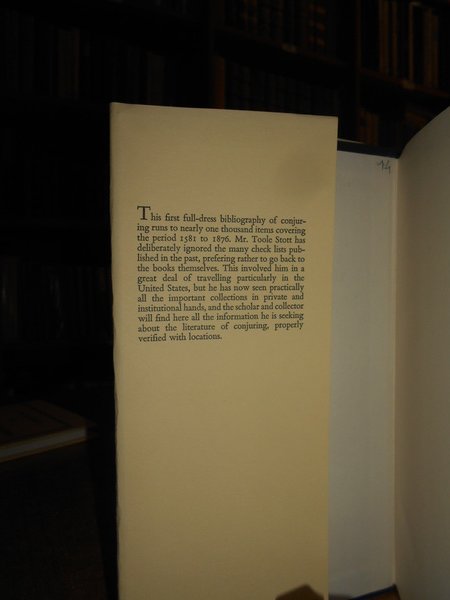 This first full-dress bibliography of conjur-
ing runs to nearly one thousand items covering
the period 1581 to 1876. Mr. Toole Stott has
deliberately ignored the many check lists pub-
lished in the past, prefering rather to go back to
the books themselves. This involved him in a
great deal of travelling particularly in the
United States, but he has now seen practically
all the important collections in private and
institutional hands, and the scholar and collector
will find here all the information he is seeking
about the literature of conjuring, properly
verified with locations.